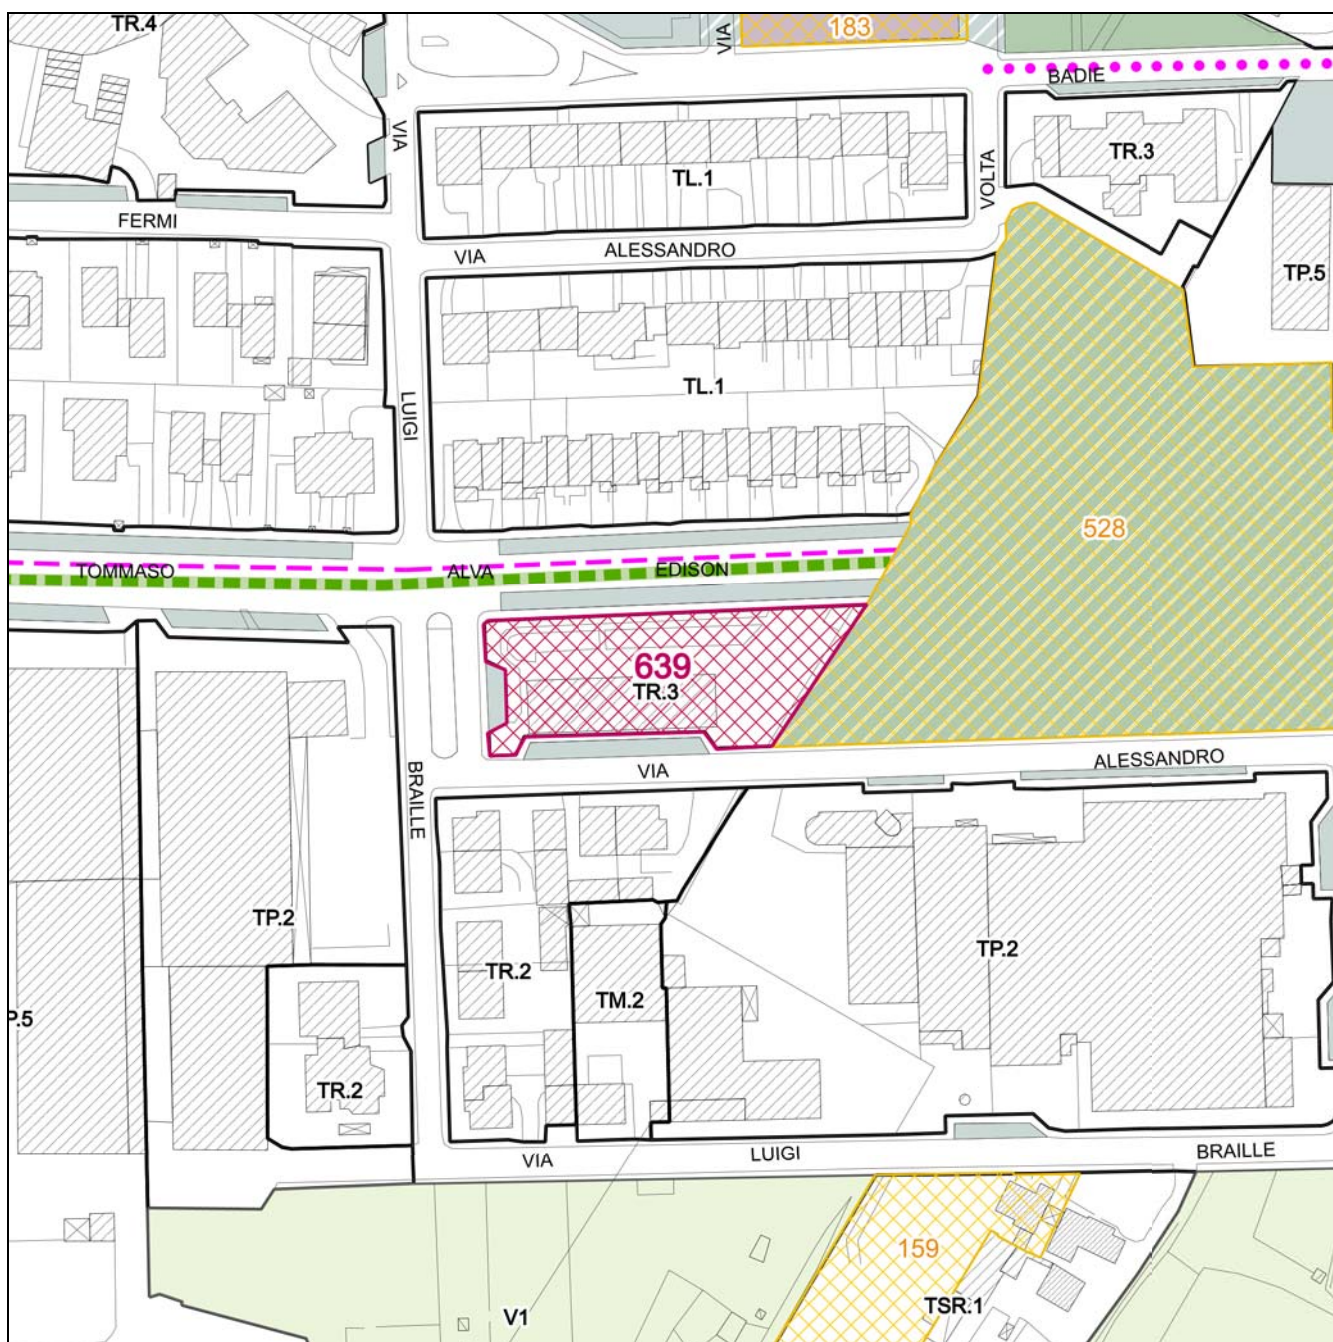 TR.4
VIA
183
BADIE
VIA
TL.1
VOLTA
TR.3
FERMI
VIA
ALESSANDRO
TP.5
TL.1
LUIGI
528
TOMMASO
ALVA
EDISON
639
TR.3
VIA
ALESSANDRO
BRAILLE
TP.2
TR.2
TM.2
TP.2
P.5
TR.2
VIA
LUIGI
BRAILLE
159
TSR.1
V1